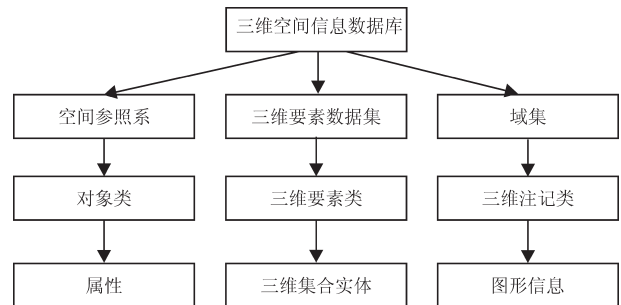 三维空间信息数据库
空间参照系
三维要素数据集
域集
对象类
三维要素类
三维注记类
属性
三维集合实体
图形信息